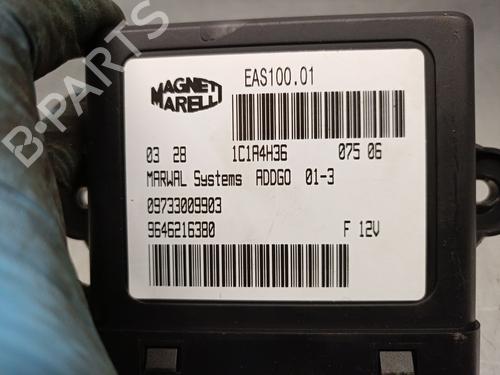 MAGNETI
MARELLI
EAS100.01
03 28 1C1A4H36 075 06
MARWAL Systems ADDGO 01-3
09733009903
9646216380 F 12V
B-PARTS